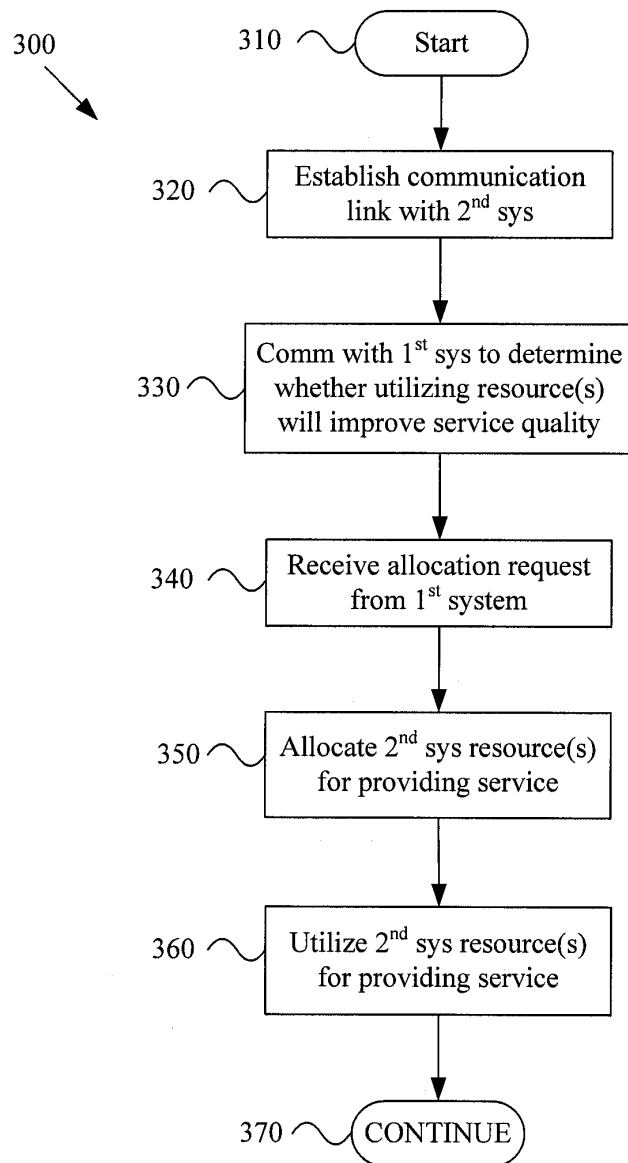 300
310
Start
320
Establish communication
link with 2nd sys
330
Comm with 1st sys to determine
whether utilizing resource(s)
will improve service quality
340
Receive allocation request
from 1st system
350
Allocate 2nd sys resource(s)
for providing service
360
Utilize 2nd sys resource(s)
for providing service
370
CONTINUE